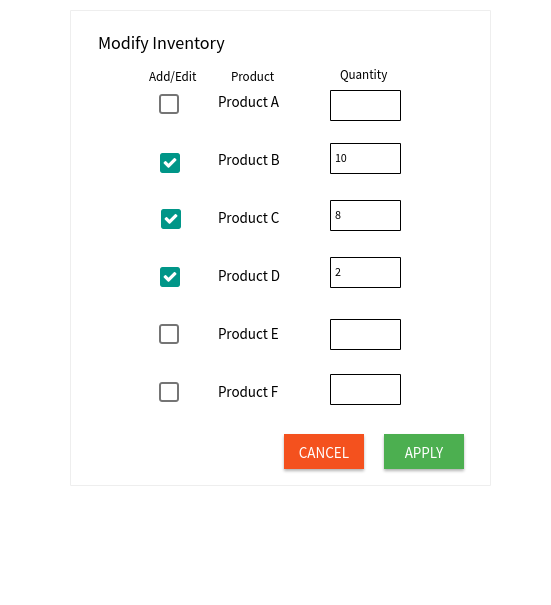 Modify Inventory
Add/Edit Product Quantity
Product A
Product B 10
Product C 8
Product D 2
Product E
Product F
CANCEL APPLY